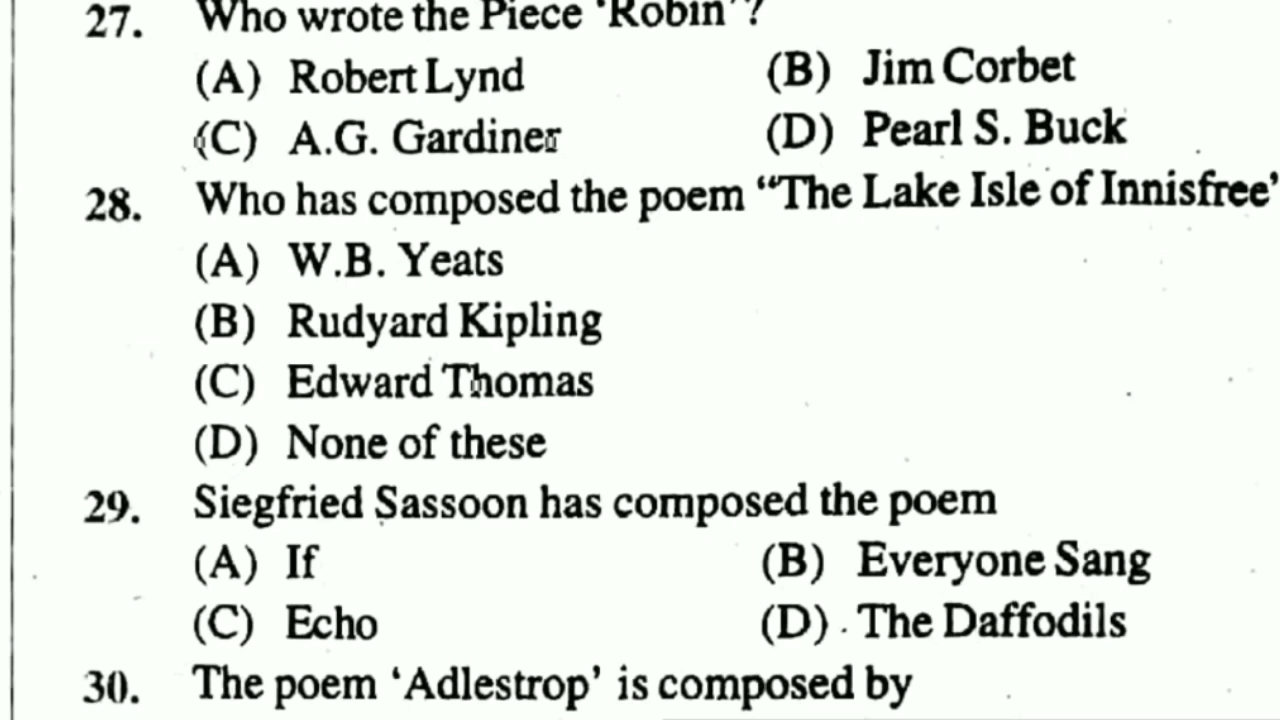 27. Who wrote the Piece 'Robin'?
(A) Robert Lynd (B) Jim Corbet
(C) A.G. Gardiner (D) Pearl S. Buck
28. Who has composed the poem “The Lake Isle of Innisfree’
(A) W.B. Yeats
(B) Rudyard Kipling
(C) Edward Thomas
(D) None of these
29. Siegfried Sassoon has composed the poem
(A) If (B) Everyone Sang
(C) Echo (D) The Daffodils
30. The poem ‘Adlestrop’ is composed by